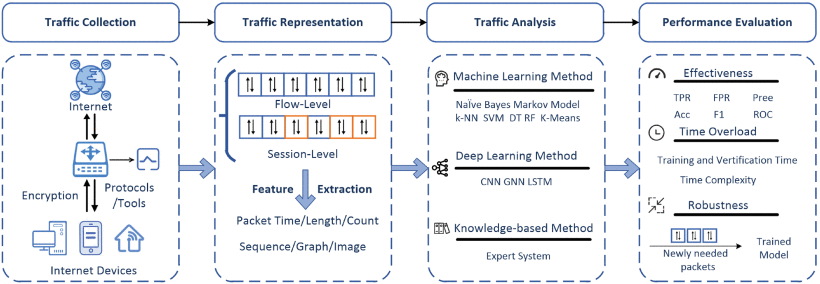 Traffic Collection
Traffic Representation
Traffic Analysis
Performance Evaluation
Internet
Encryption
Protocols
/Tools
Internet Devices
Flow-Level
Session-Level
Feature Extraction
Packet Time/Length/Count
Sequence/Graph/Image
Machine Learning Method
Naïve Bayes Markov Model
k-NN SVM DT RF K-Means
Deep Learning Method
CNN GNN LSTM
Knowledge-based Method
Expert System
Effectiveness
TPR FPR Pree
Acc F1 ROC
Time Overload
Training and Vertification Time
Time Complexity
Robustness
Newly needed
packets
Trained
Model